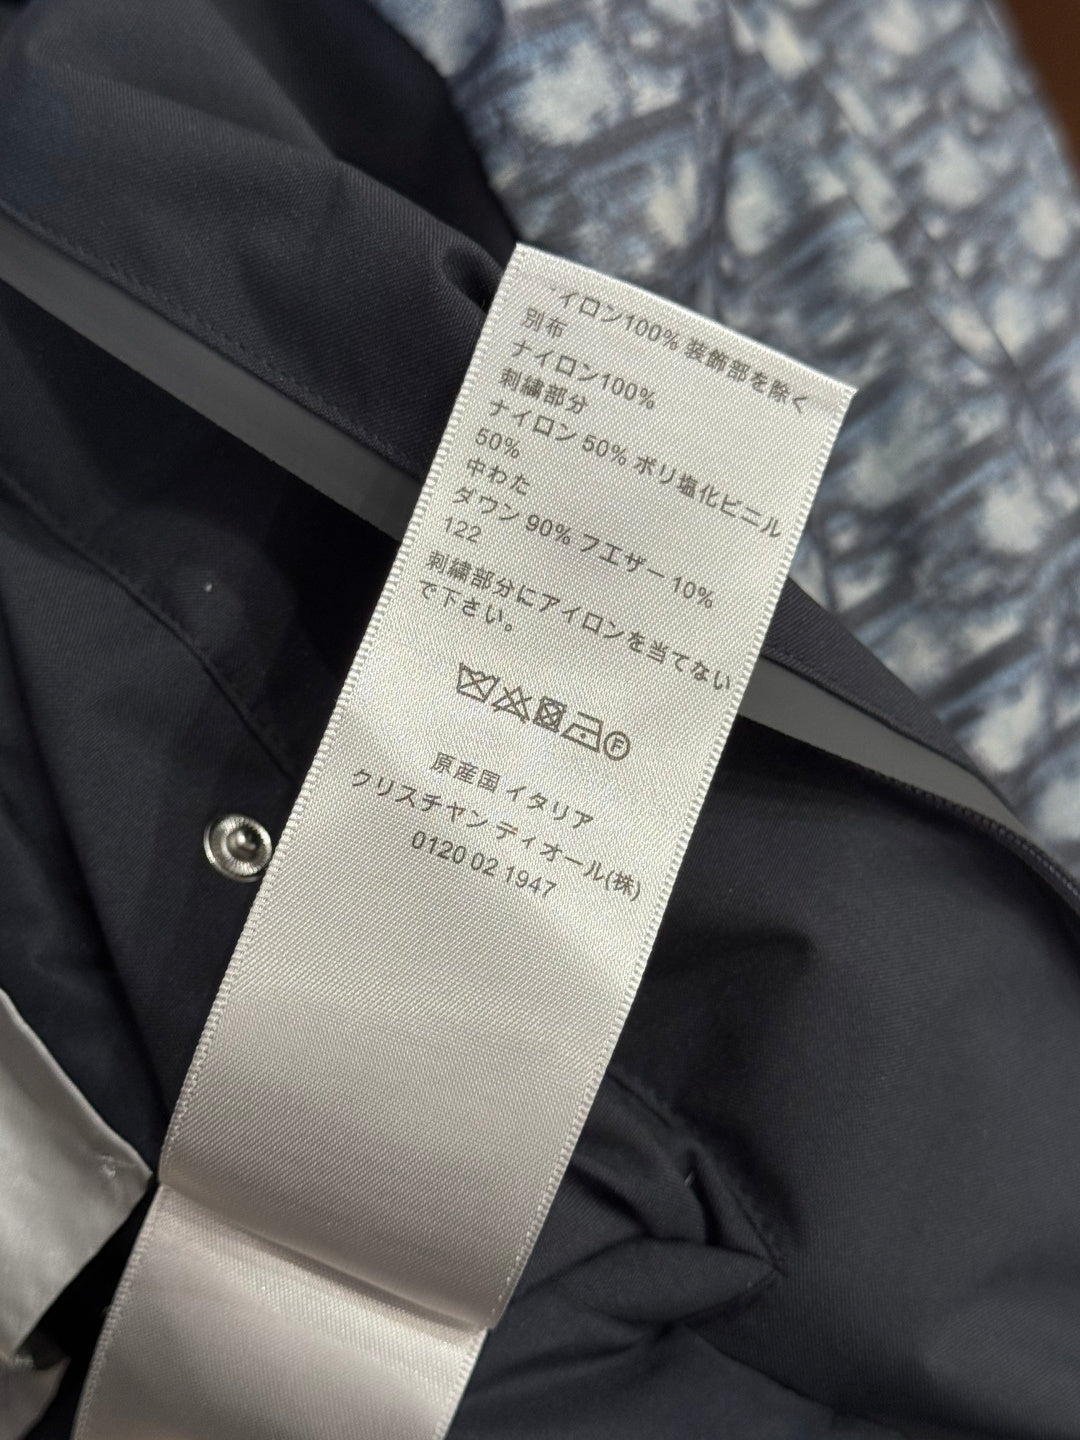 イロン100% 装飾部を除く
別布
ナイロン100%
刺繍部分
ナイロン 50% ポリ塩化ビニル
50%
中わた
ダウン 90% フエザー 10%
122
刺繍部分にアイロンを当てない
で下さい。
F
原産国 イタリア
クリスチャン ディオール(株)
0120 02 1947